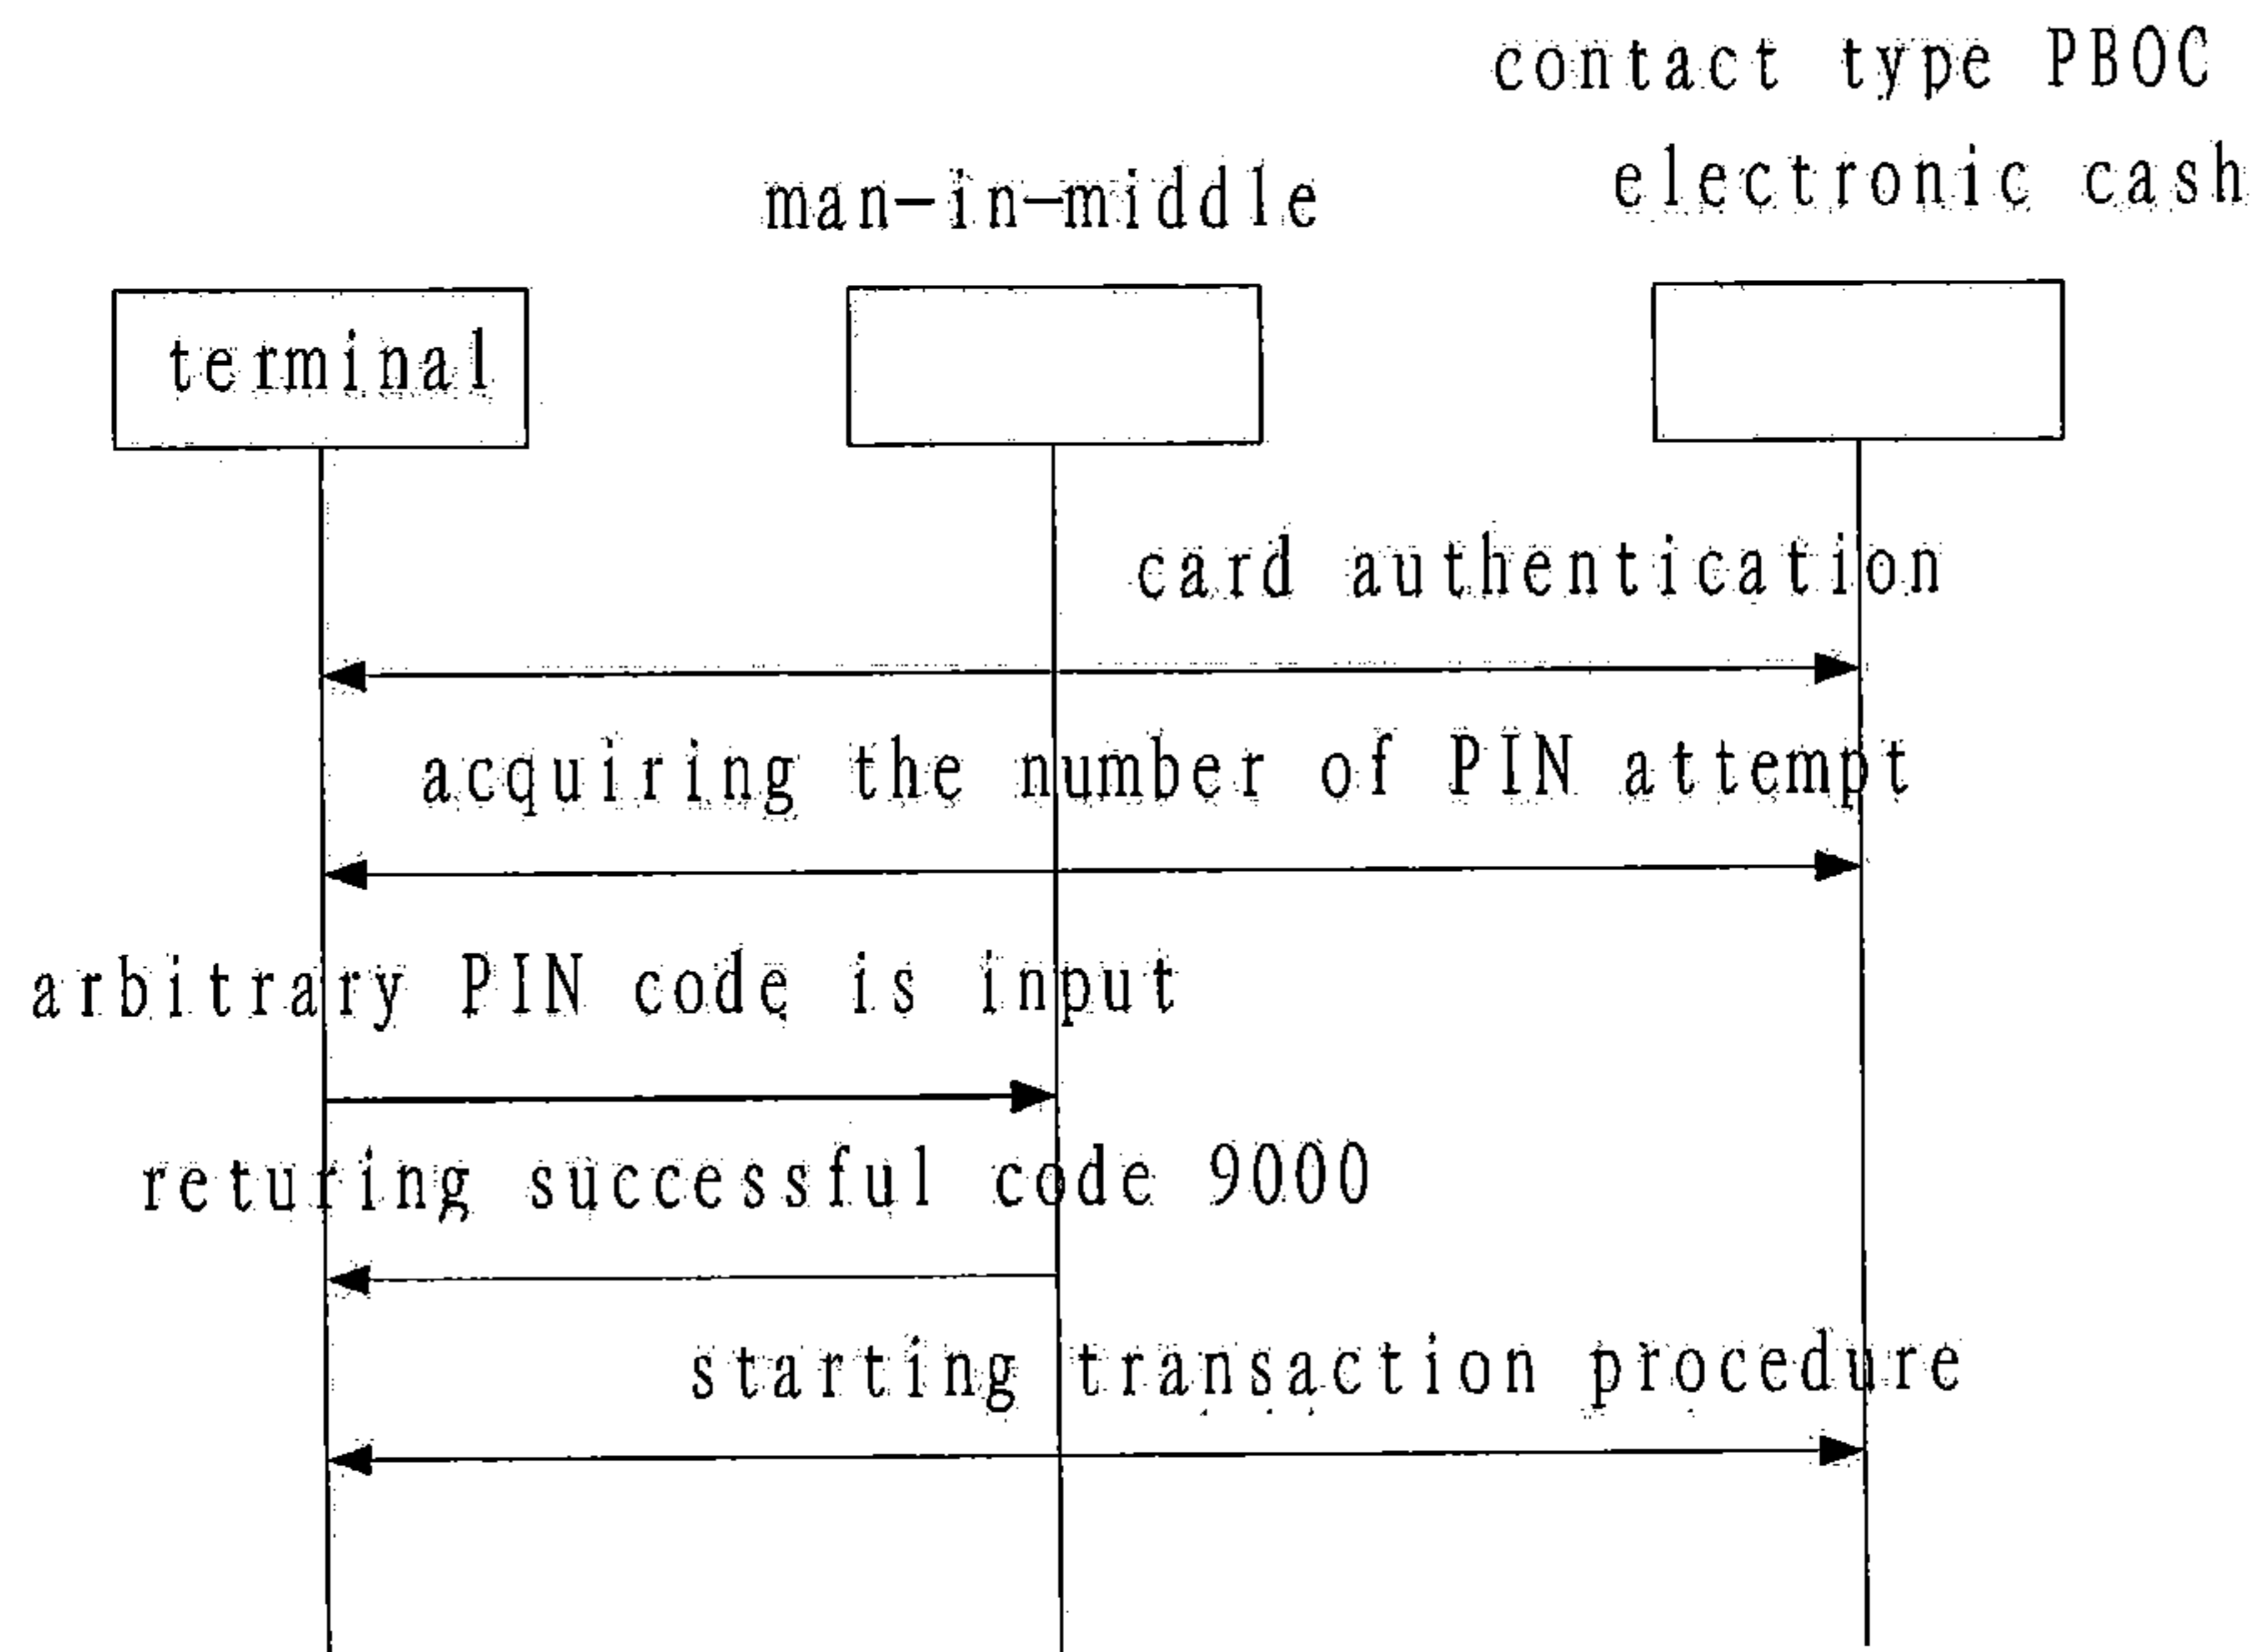 contact type PBOC
electronic cash
man-in-middle
terminal
card authentication
acquiring the number of PIN attempt
arbitrary PIN code is input
returing successful code 9000
starting transaction procedure